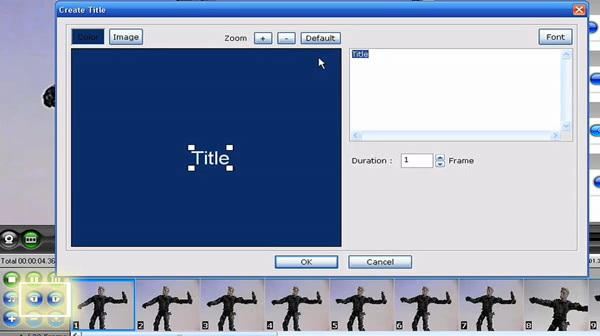 Create Title
Color Image Zoom + - Default Font
Title
Title
Duration : 1 Frame
OK Cancel
Total 00:00:04.36
1 2 3 4 5 6 7 8 9